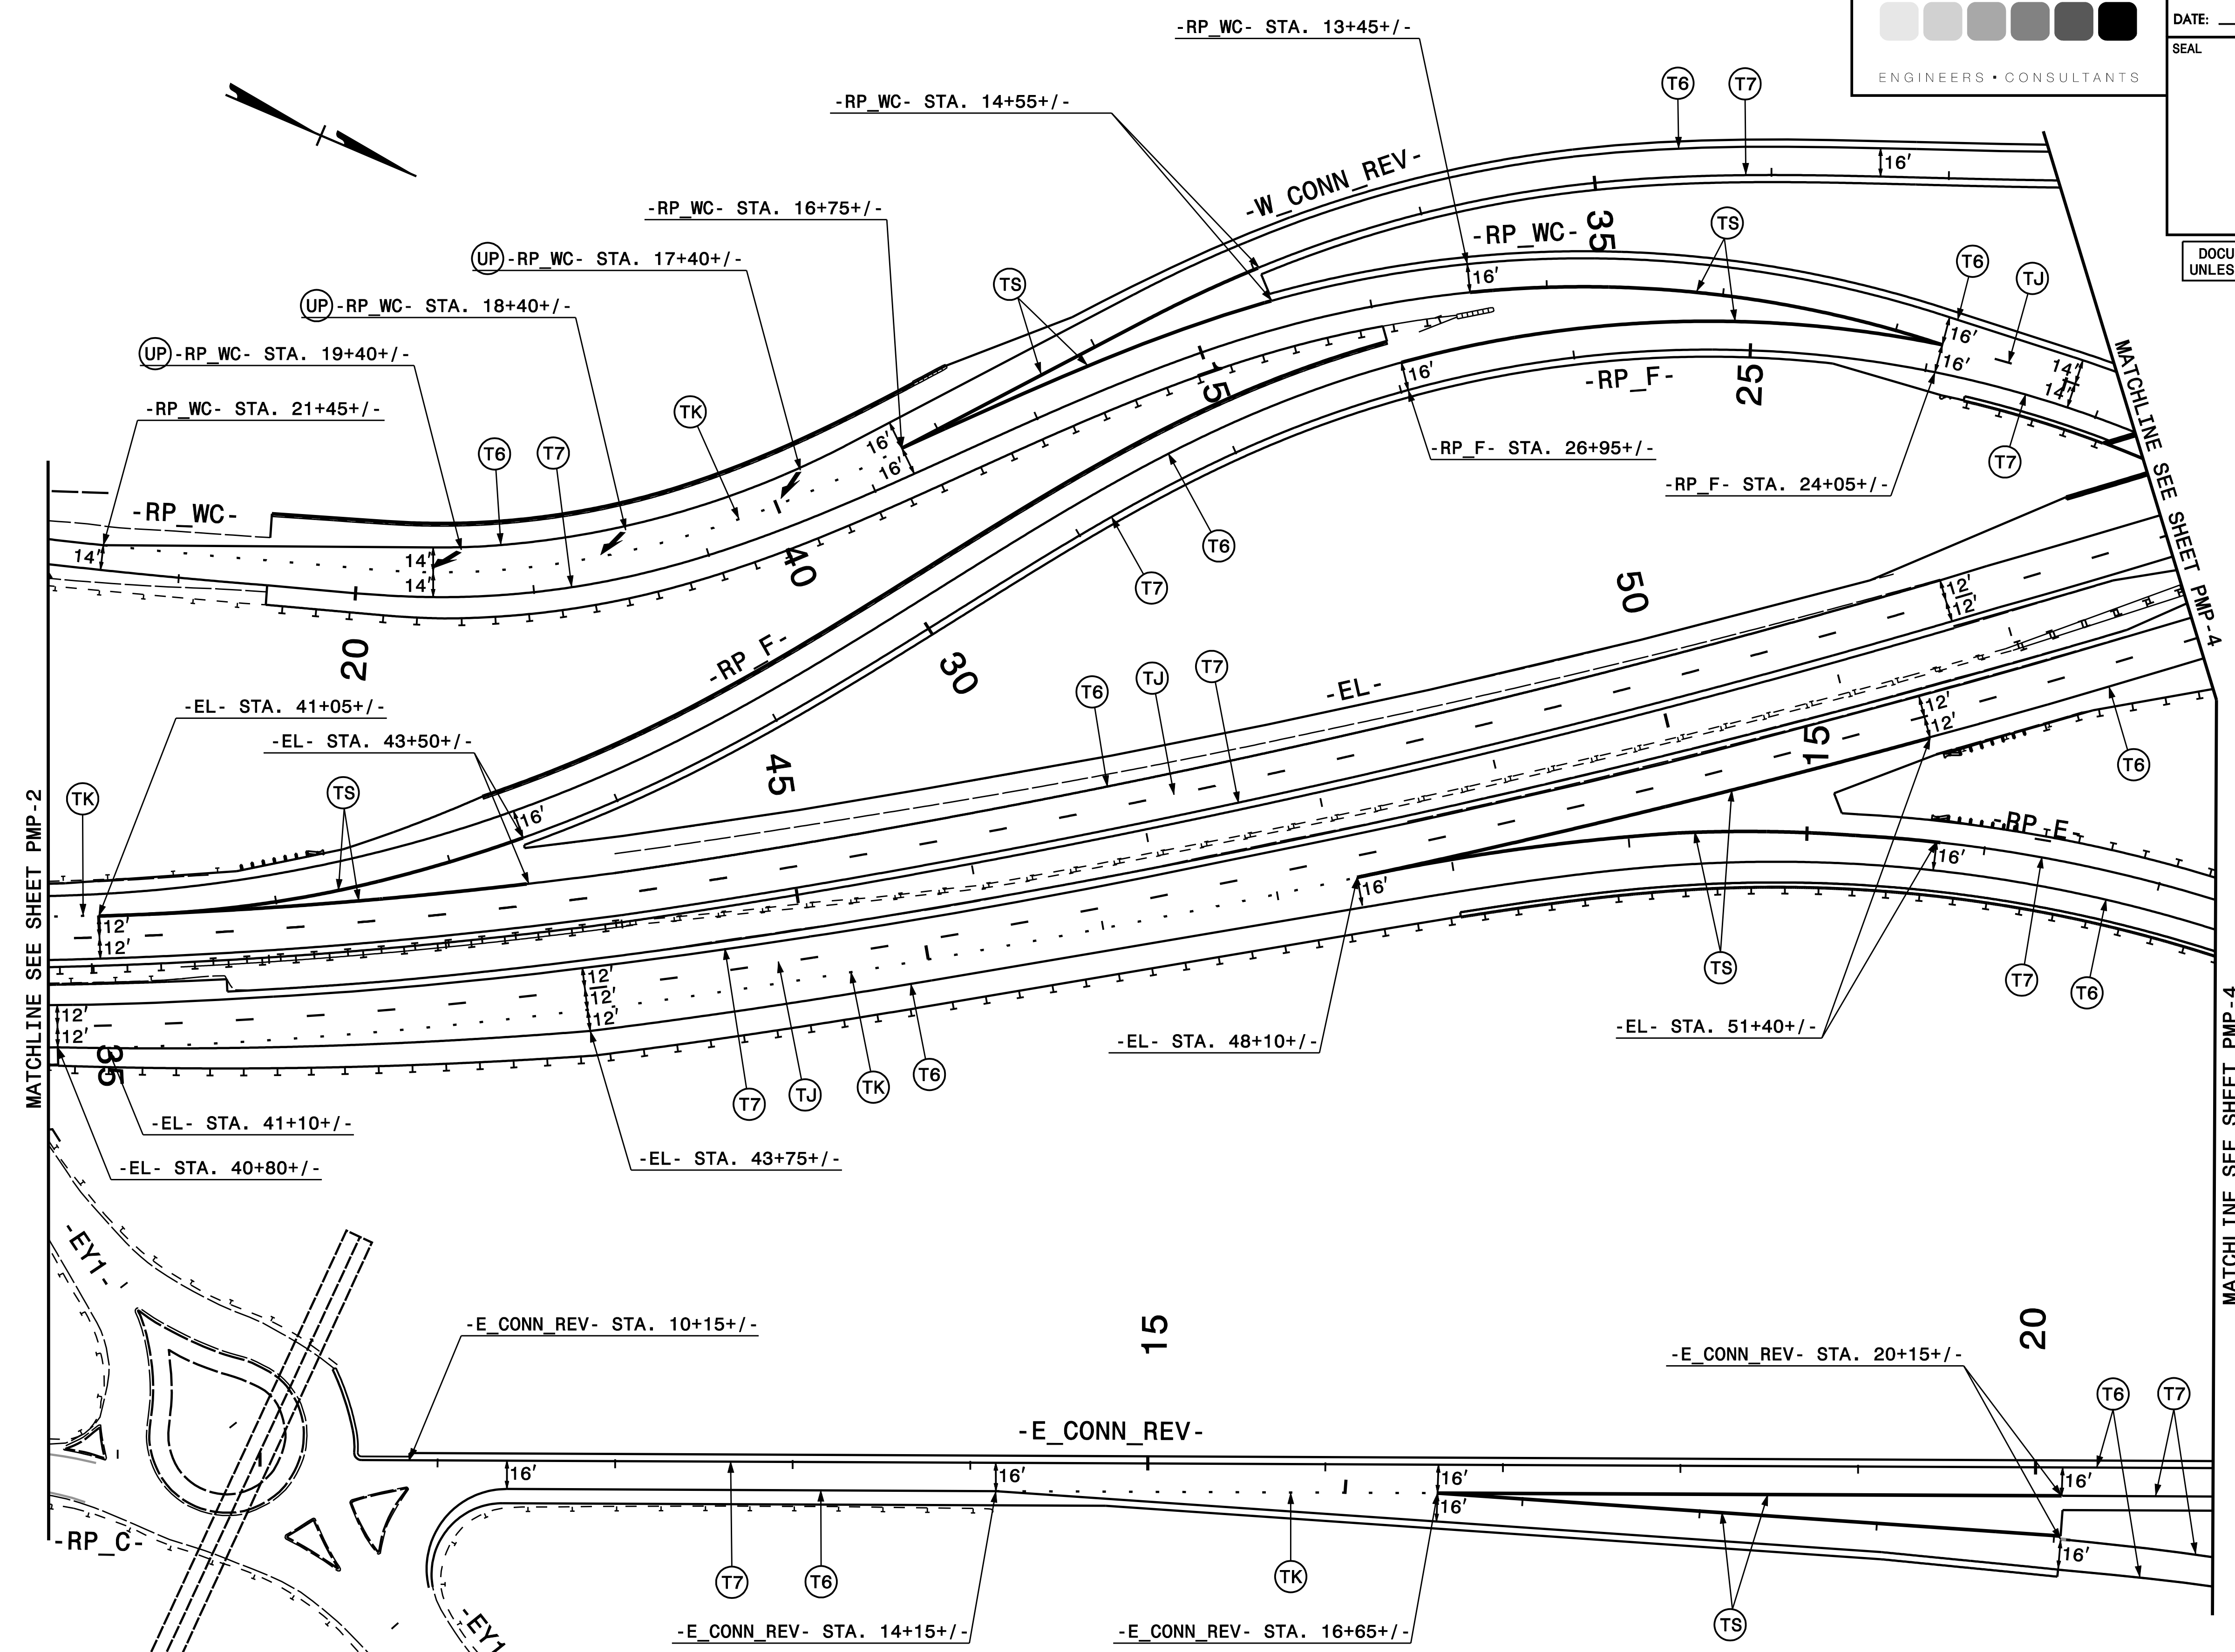 DATE:
SEAL
ENGINEERS • CONSULTANTS
DOCU
UNLES
-RP_WC- STA. 13+45+/-
-RP_WC- STA. 14+55+/-
T6
T7
-W_CONN_REV-
16'
-RP_WC- STA. 16+75+/-
-RP_WC-
35
TS
UP -RP_WC- STA. 17+40+/-
TS
16'
T6
TJ
UP -RP_WC- STA. 18+40+/-
16'
16'
14'
14'
UP -RP_WC- STA. 19+40+/-
15
16'
-RP_F-
25
-RP_WC- STA. 21+45+/-
TK
T6
T7
16'
16'
-RP_F- STA. 26+95+/-
T7
-RP_F- STA. 24+05+/-
MATCHLINE SEE SHEET PMP-4
-RP_WC-
14'
14'
14'
40
T6
T7
50
12'
12'
20
-RP_F-
30
T6
TJ
T7
-EL-
-EL- STA. 41+05+/-
-EL- STA. 43+50+/-
45
12'
12'
15
T6
TK
TS
16'
-RP_E-
16'
MATCHLINE SEE SHEET PMP-2
12'
12'
16'
TS
T7
T6
12'
12'
12'
12'
12'
35
-EL- STA. 48+10+/-
-EL- STA. 51+40+/-
T7
TJ
TK
T6
-EL- STA. 41+10+/-
-EL- STA. 40+80+/-
-EL- STA. 43+75+/-
MATCHLINE SEE SHEET PMP-4
-EY1-
-E_CONN_REV- STA. 10+15+/-
15
20
-E_CONN_REV- STA. 20+15+/-
T6
T7
-E_CONN_REV-
16'
16'
16'
16'
16'
16'
-RP_C-
T7
T6
TK
TS
-EY1
-E_CONN_REV- STA. 14+15+/-
-E_CONN_REV- STA. 16+65+/-